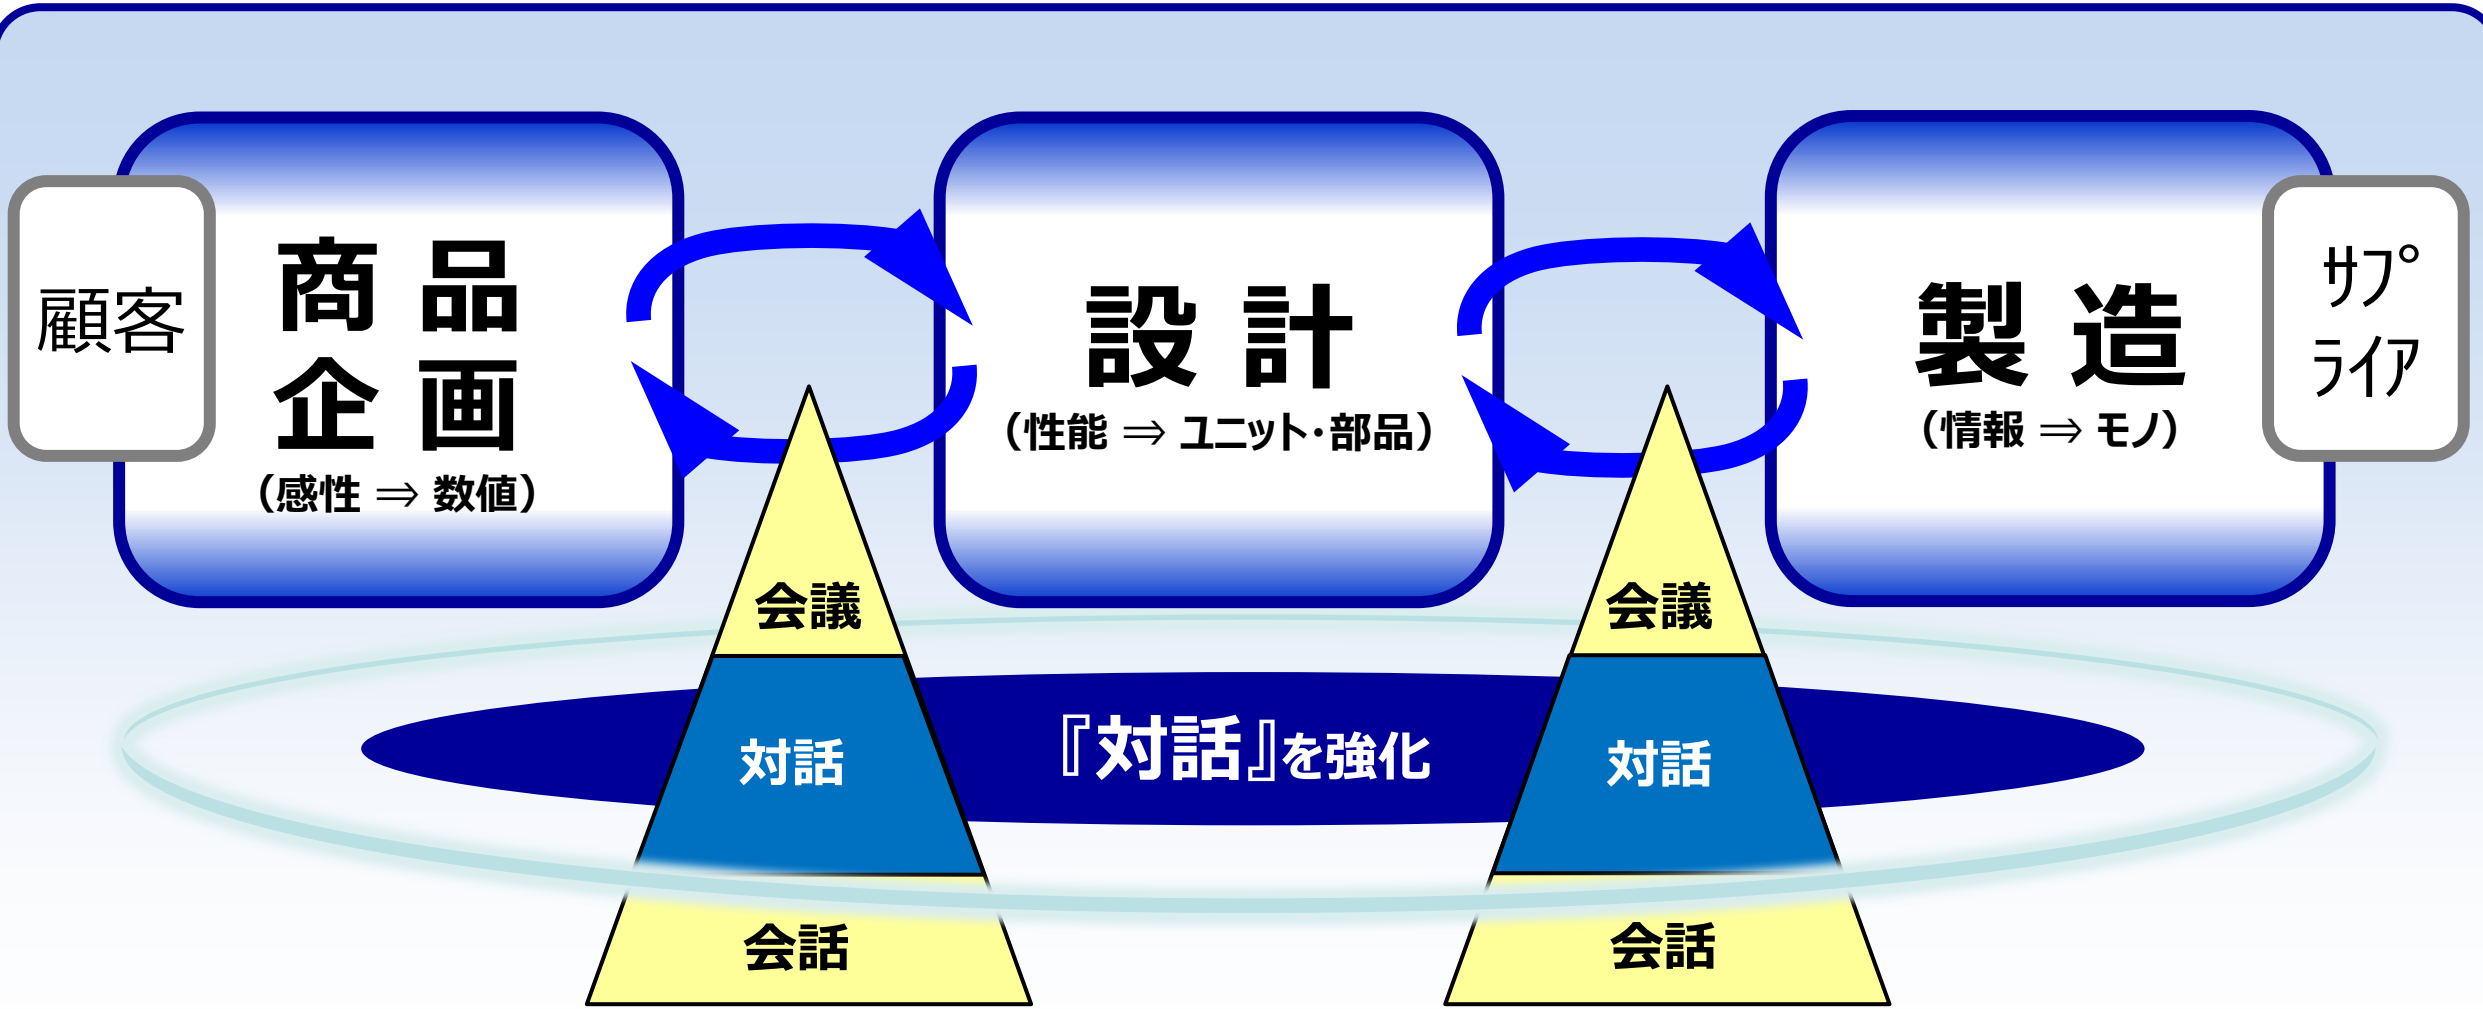 顧客
商 品
企 画
（感性 ⇒ 数値）
設 計
（性能 ⇒ ユニット・部品）
製 造
（情報 ⇒ モノ）
ｻﾌﾟ
ﾗｲｱ
会議
対話
会話
『対話』を強化
会議
対話
会話